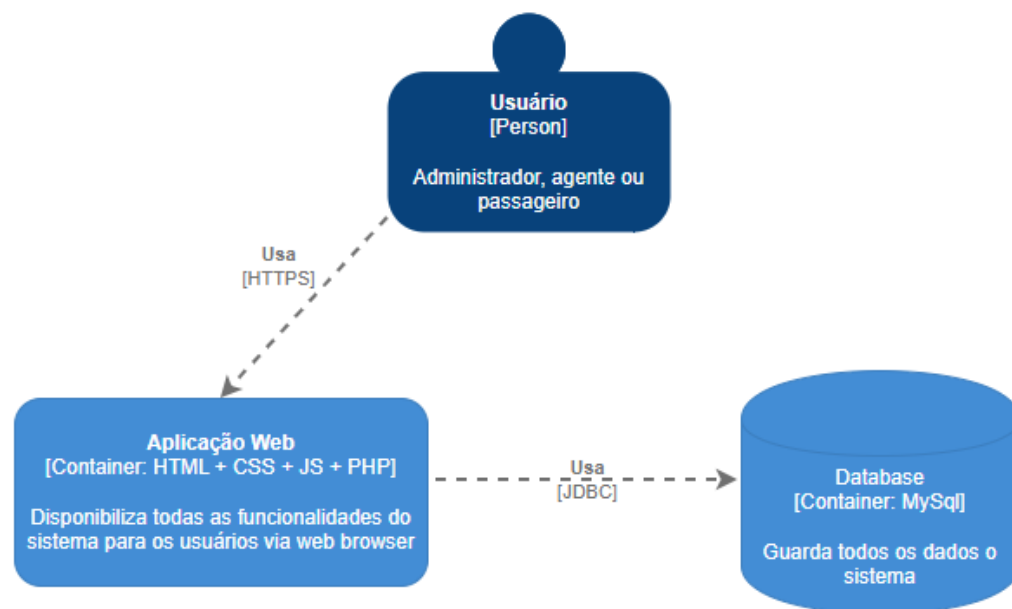 Usuário
[Person]
Administrador, agente ou
passageiro
Usa
[HTTPS]
Aplicação Web
[Container: HTML + CSS + JS + PHP]
Disponibiliza todas as funcionalidades do
sistema para os usuários via web browser
Usa
[JDBC]
Database
[Container: MySql]
Guarda todos os dados o
sistema